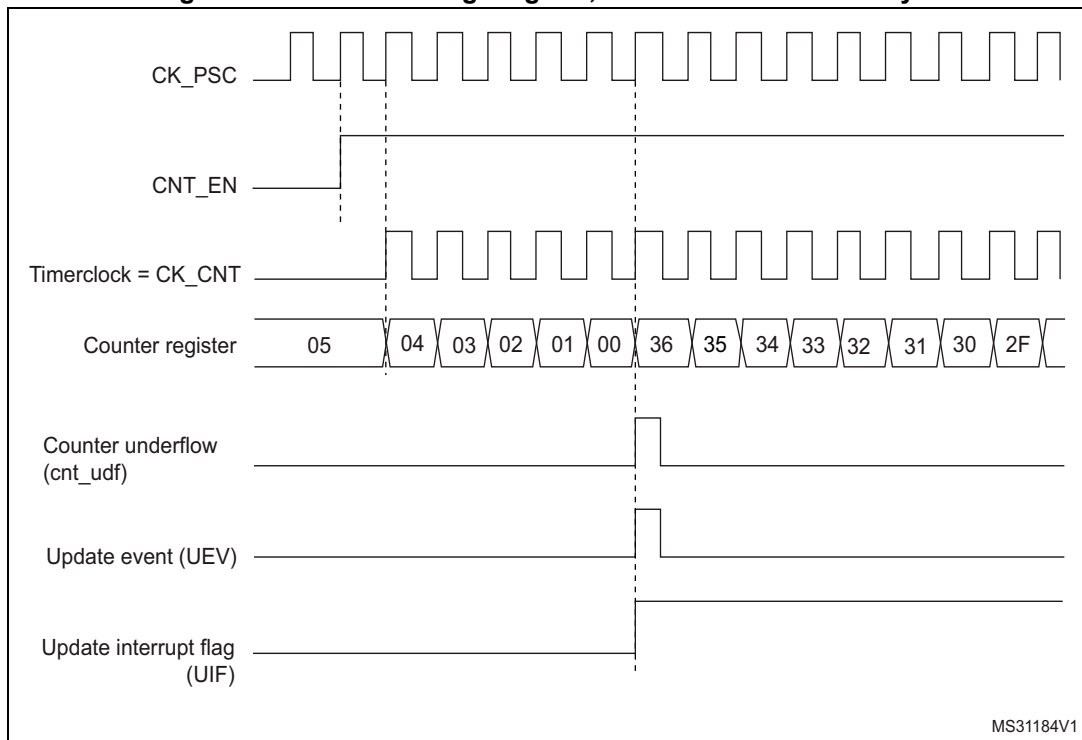 CK_PSC
CNT_EN
Timerclock = CK_CNT
Counter register 05 04 03 02 01 00 36 35 34 33 32 31 30 2F
Counter underflow
(cnt_udf)
Update event (UEV)
Update interrupt flag
(UIF)
MS31184V1